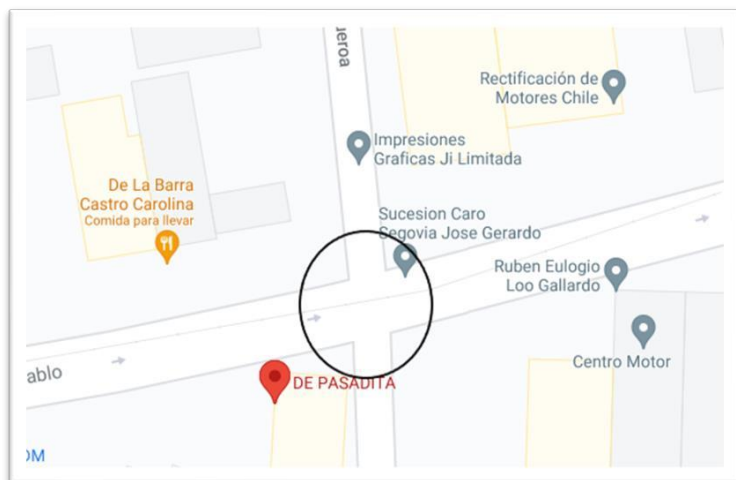 ueroa
Rectificación de
Motores Chile
Impresiones
Graficas Ji Limitada
De La Barra
Castro Carolina
Comida para llevar
Sucesion Caro
Segovia Jose Gerardo
Ruben Eulogio
Loo Gallardo
Centro Motor
ablo
DE PASADITA
OM